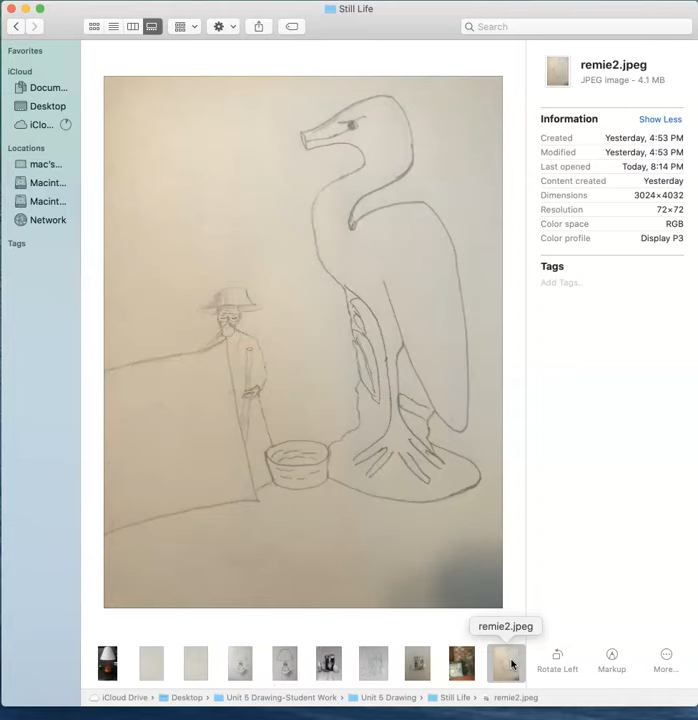 Still Life
Search
Favorites
iCloud
Docum...
Desktop
iClo...
Locations
mac's...
Macint...
Macint...
Network
Tags
remie2.jpeg
JPEG image - 4.1 MB
Information
Show Less
Created Yesterday, 4:53 PM
Modified Yesterday, 4:53 PM
Last opened Today, 8:14 PM
Content created Yesterday
Dimensions 3024×4032
Resolution 72×72
Color space RGB
Color profile Display P3
Tags
Add Tags...
remie2.jpeg
Rotate Left
Markup
More...
iCloud Drive › Desktop › Unit 5 Drawing-Student Work › Unit 5 Drawing › Still Life › remie2.jpeg